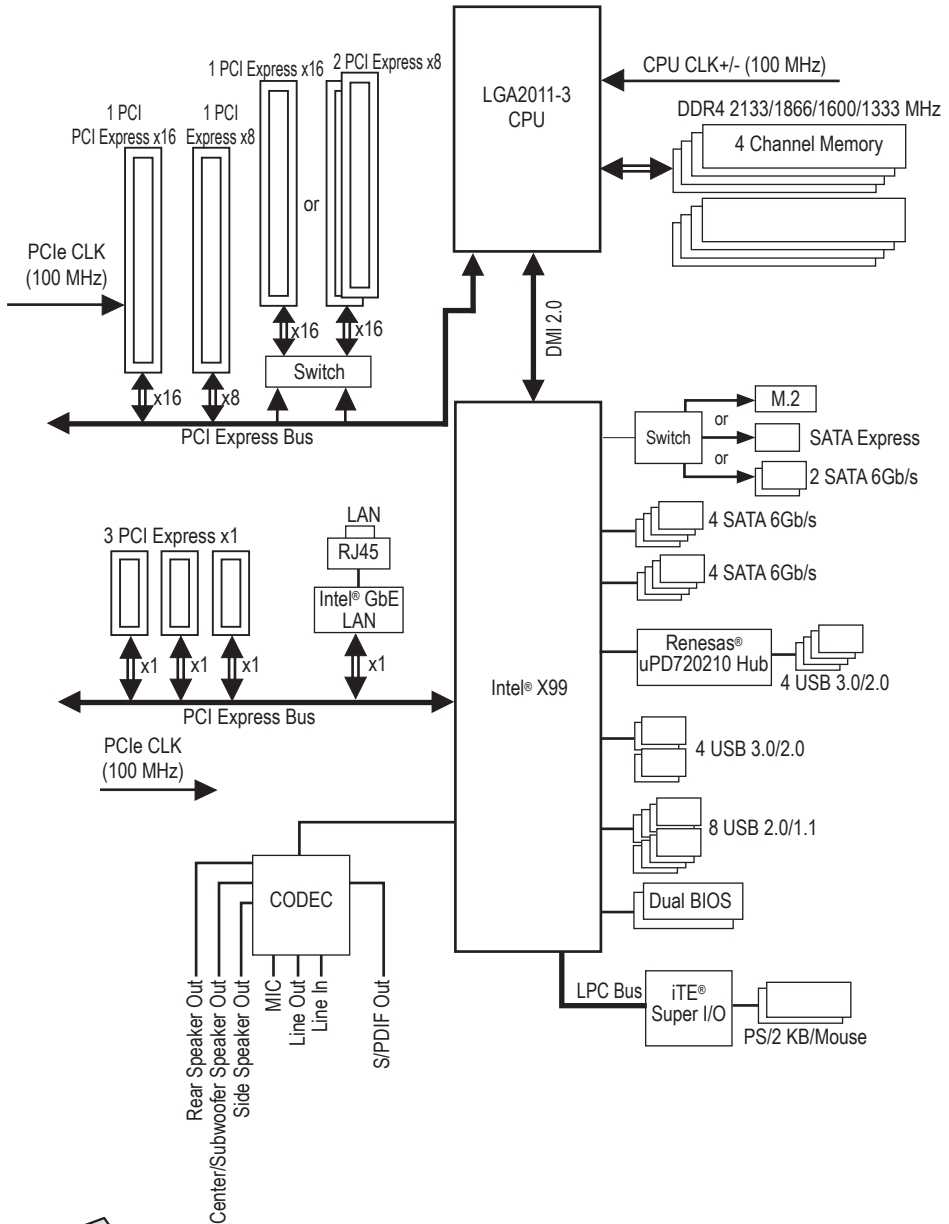 1 PCI Express x16
2 PCI Express x8
1 PCI
PCI Express x16
1 PCI
Express x8
or
PCIe CLK
(100 MHz)
x16
x8
x16
x16
Switch
PCI Express Bus
LGA2011-3
CPU
CPU CLK+/- (100 MHz)
DDR4 2133/1866/1600/1333 MHz
4 Channel Memory
DMI 2.0
Switch
M.2
or
SATA Express
or
2 SATA 6Gb/s
4 SATA 6Gb/s
4 SATA 6Gb/s
Renesas®
uPD720210 Hub
4 USB 3.0/2.0
Intel® X99
4 USB 3.0/2.0
8 USB 2.0/1.1
Dual BIOS
LPC Bus
iTE®
Super I/O
PS/2 KB/Mouse
3 PCI Express x1
LAN
RJ45
Intel® GbE
LAN
x1
x1
x1
x1
PCI Express Bus
PCIe CLK
(100 MHz)
CODEC
Rear Speaker Out
Center/Subwoofer Speaker Out
Side Speaker Out
MIC
Line Out
Line In
S/PDIF Out